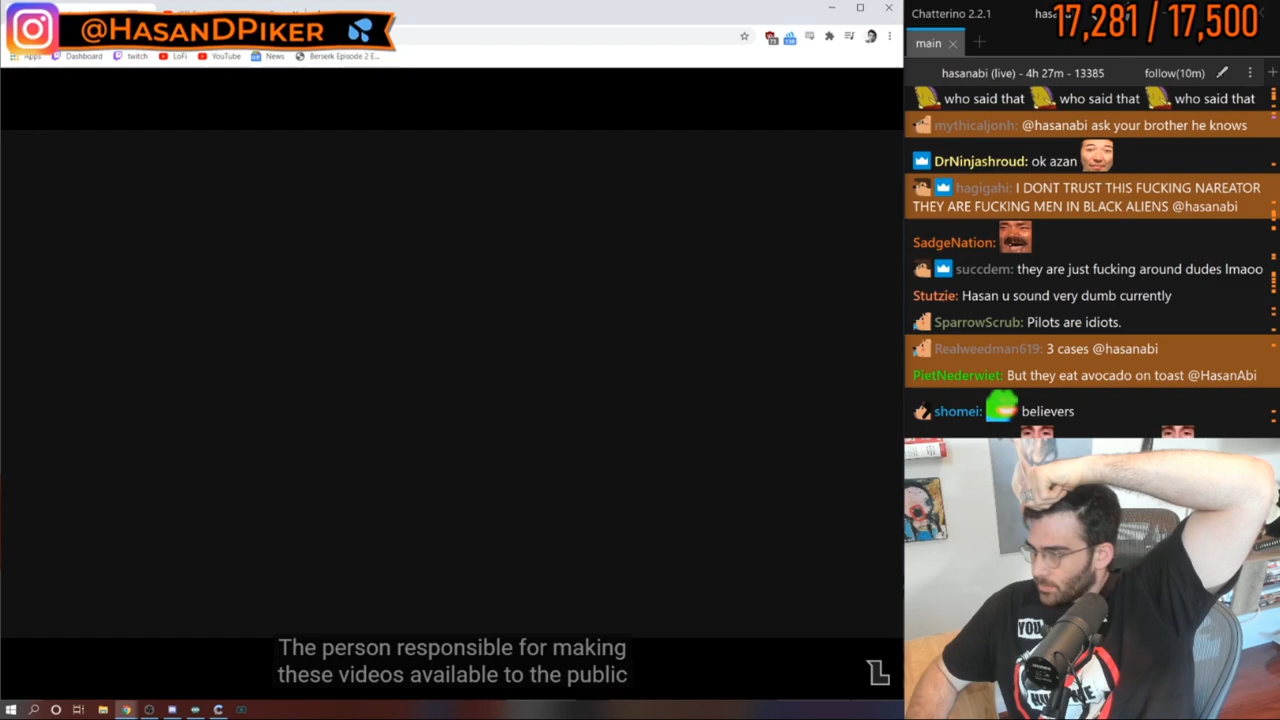 @HasanDPiker
Apps Dashboard twitch LoFi YouTube News Berserk Episode 2 E...
Chatterino 2.2.1
17,281 / 17,500
main
hasanabi (live) - 4h 27m - 13385 follow(10m)
who said that who said that who said that
mythicaljonh: @hasanabi ask your brother he knows
DrNinjashroud: ok azan
hagigahi: I DONT TRUST THIS FUCKING NAREATOR
THEY ARE FUCKING MEN IN BLACK ALIENS @hasanabi
SadgeNation:
succdem: they are just fucking around dudes lmaoo
Stutzie: Hasan u sound very dumb currently
SparrowScrub: Pilots are idiots.
Realweedman619: 3 cases @hasanabi
PietNederwiet: But they eat avocado on toast @HasanAbi
shomei: believers
YOU
The person responsible for making
these videos available to the public